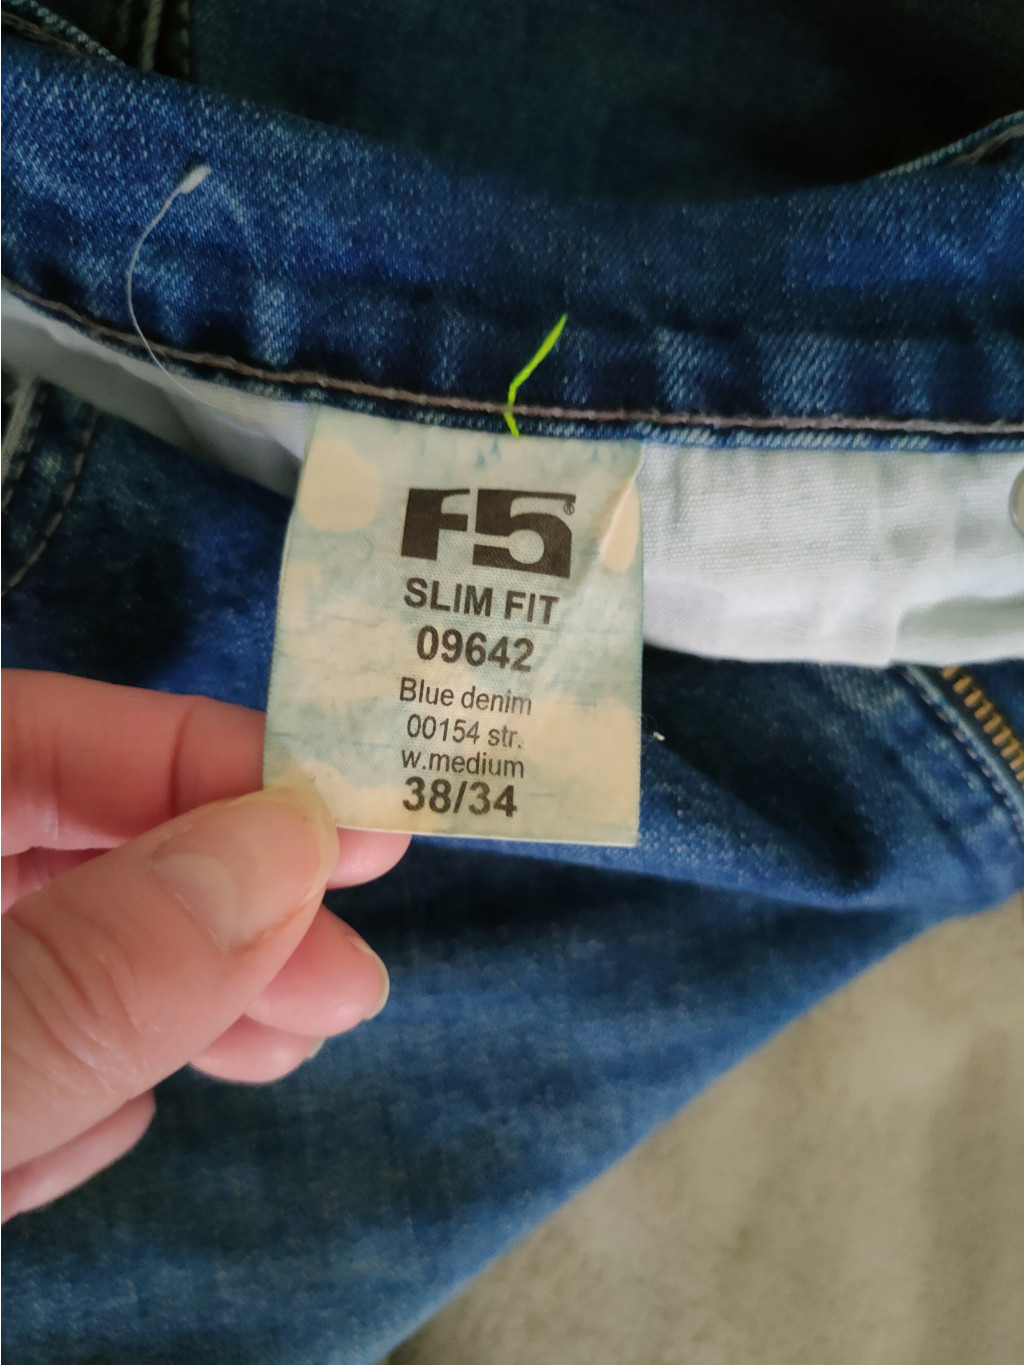 F5®
SLIM FIT
09642
Blue denim
00154 str.
w.medium
38/34